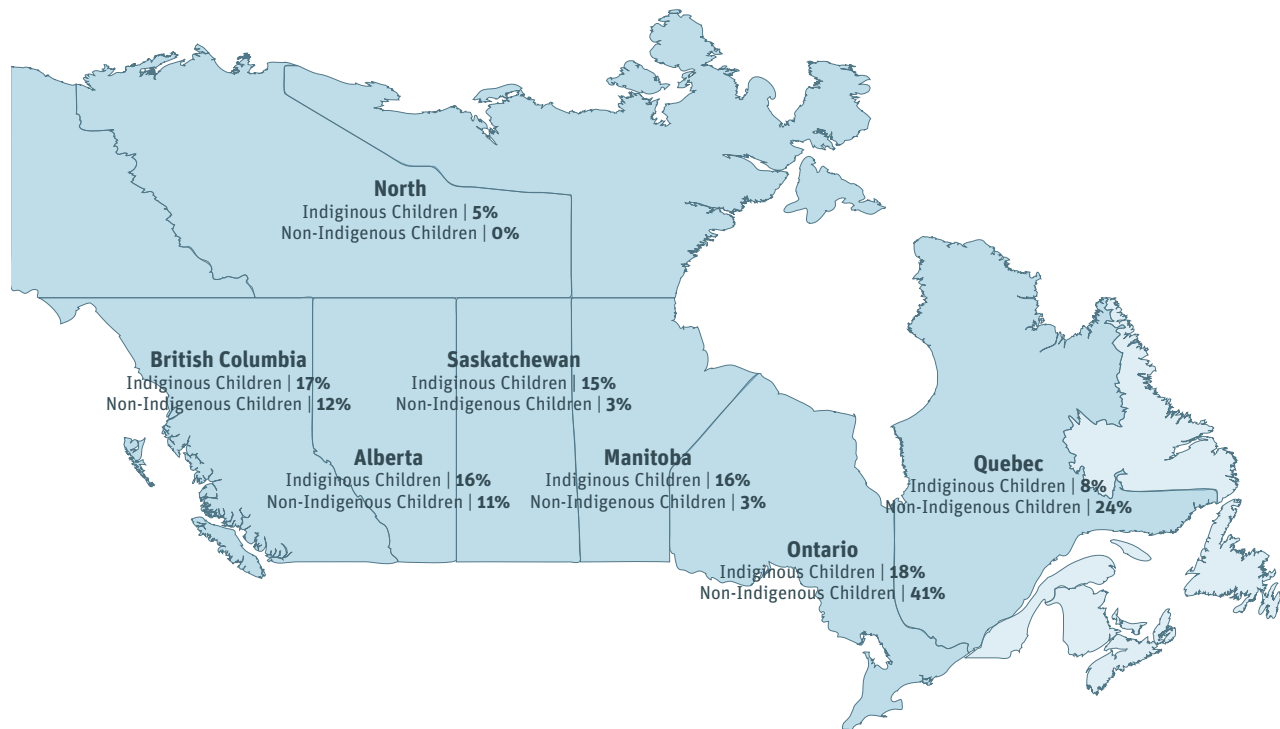 North
Indiginous Children | 5%
Non-Indigenous Children | 0%
British Columbia
Indiginous Children | 17%
Non-Indigenous Children | 12%
Saskatchewan
Indiginous Children | 15%
Non-Indigenous Children | 3%
Alberta
Indiginous Children | 16%
Non-Indigenous Children | 11%
Manitoba
Indiginous Children | 16%
Non-Indigenous Children | 3%
Quebec
Indiginous Children | 8%
Non-Indigenous Children | 24%
Ontario
Indiginous Children | 18%
Non-Indigenous Children | 41%